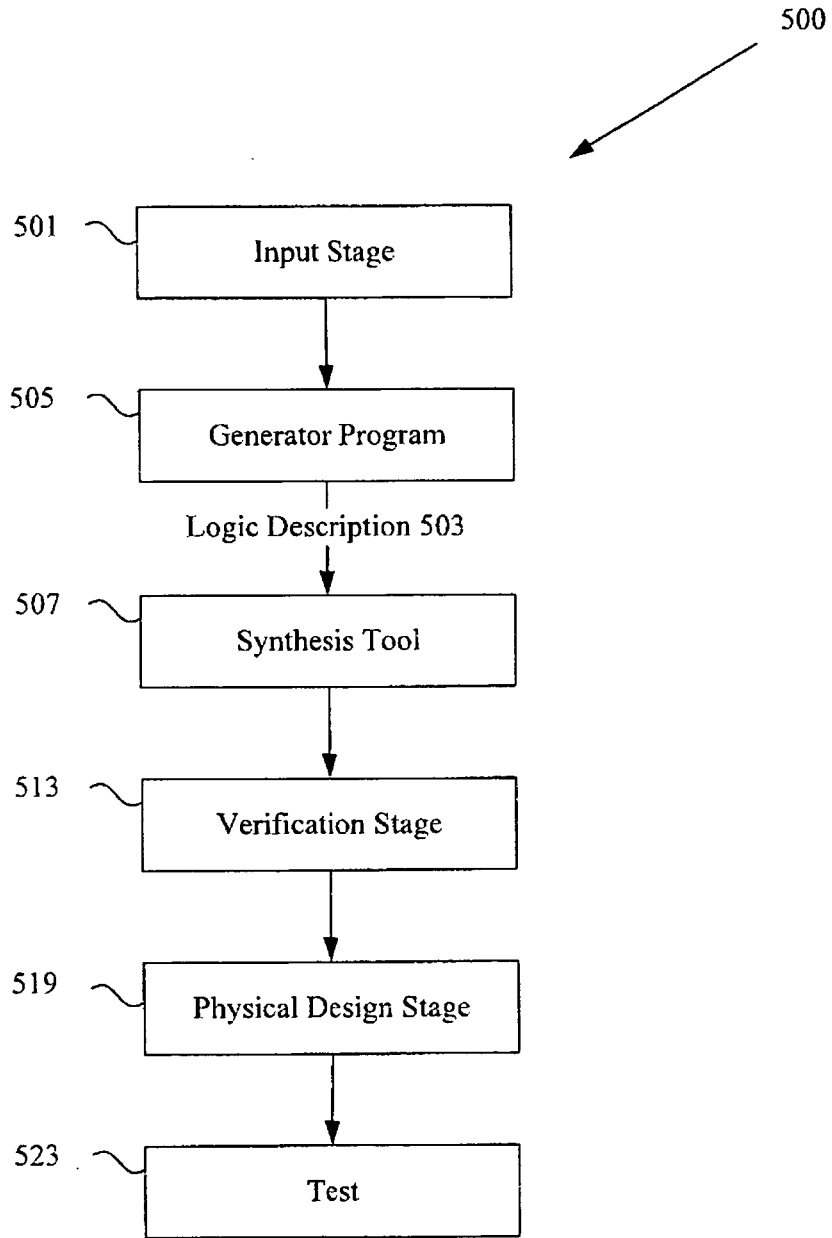 500
501
Input Stage
505
Generator Program
Logic Description 503
507
Synthesis Tool
513
Verification Stage
519
Physical Design Stage
523
Test